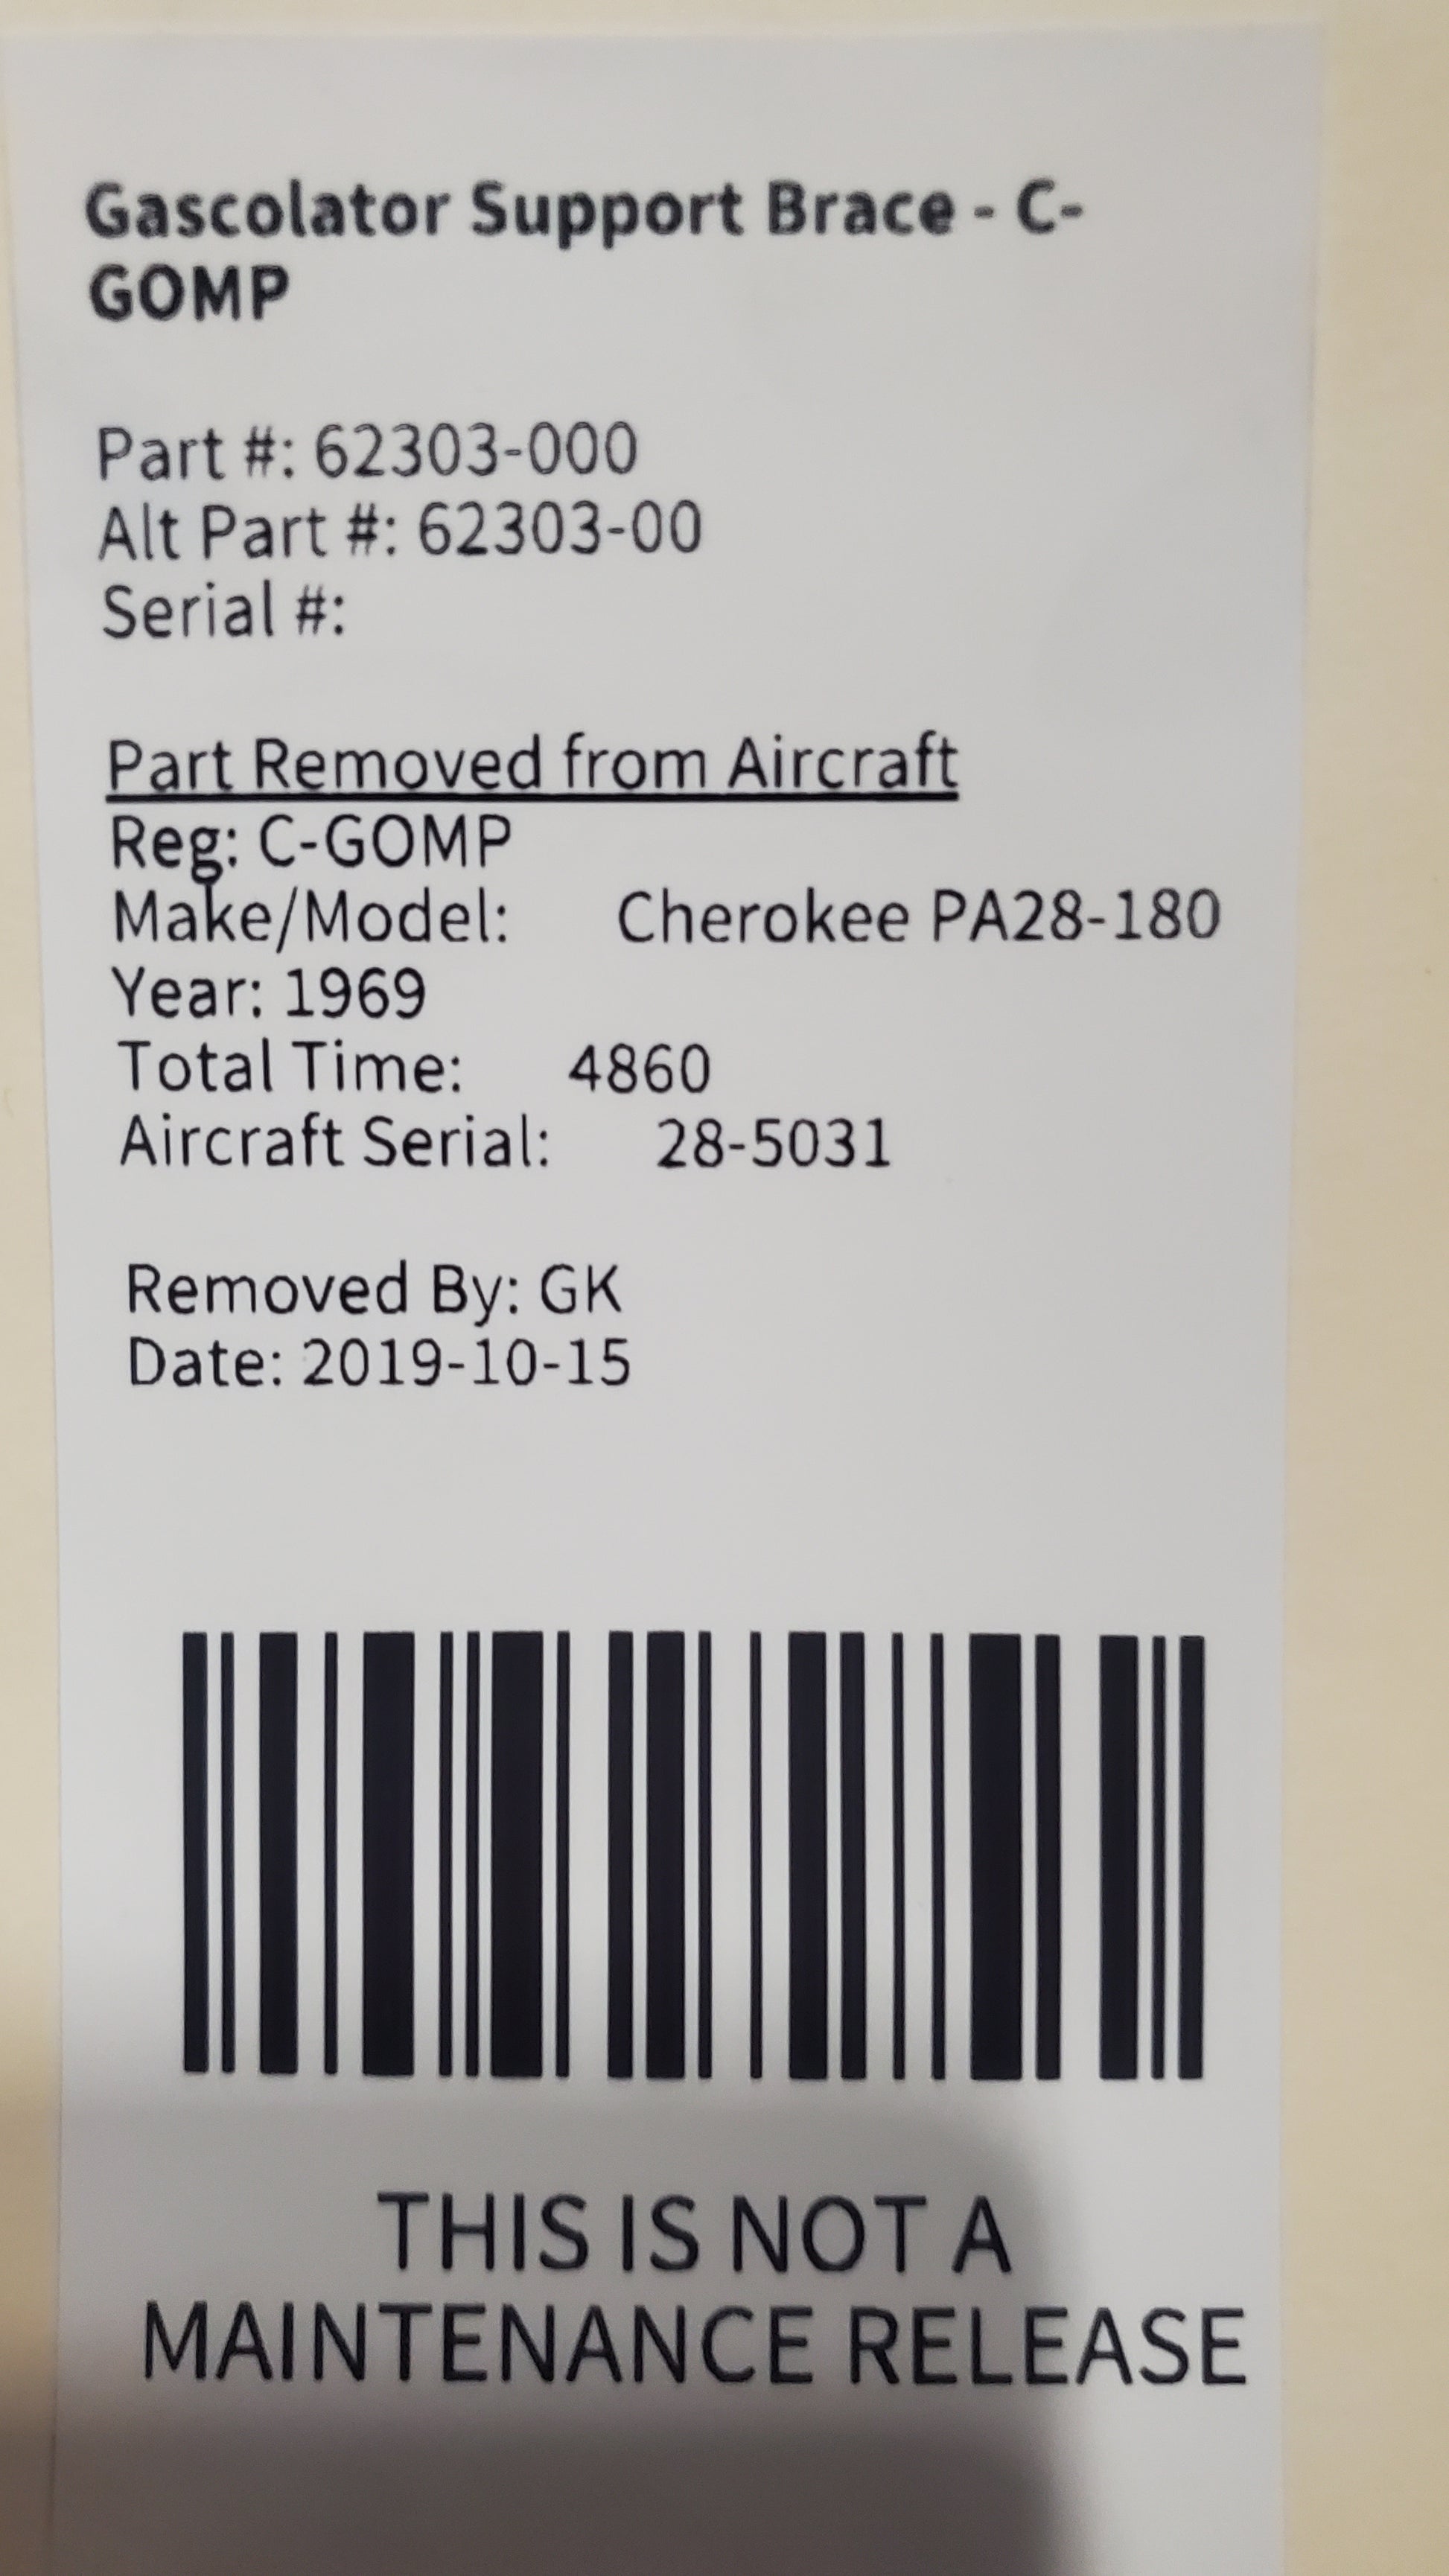 Gascolator Support Brace - C-
GOMP
Part #: 62303-000
Alt Part #: 62303-00
Serial #:
Part Removed from Aircraft
Reg: C-GOMP
Make/Model: Cherokee PA28-180
Year: 1969
Total Time: 4860
Aircraft Serial: 28-5031
Removed By: GK
Date: 2019-10-15
THIS IS NOT A
MAINTENANCE RELEASE